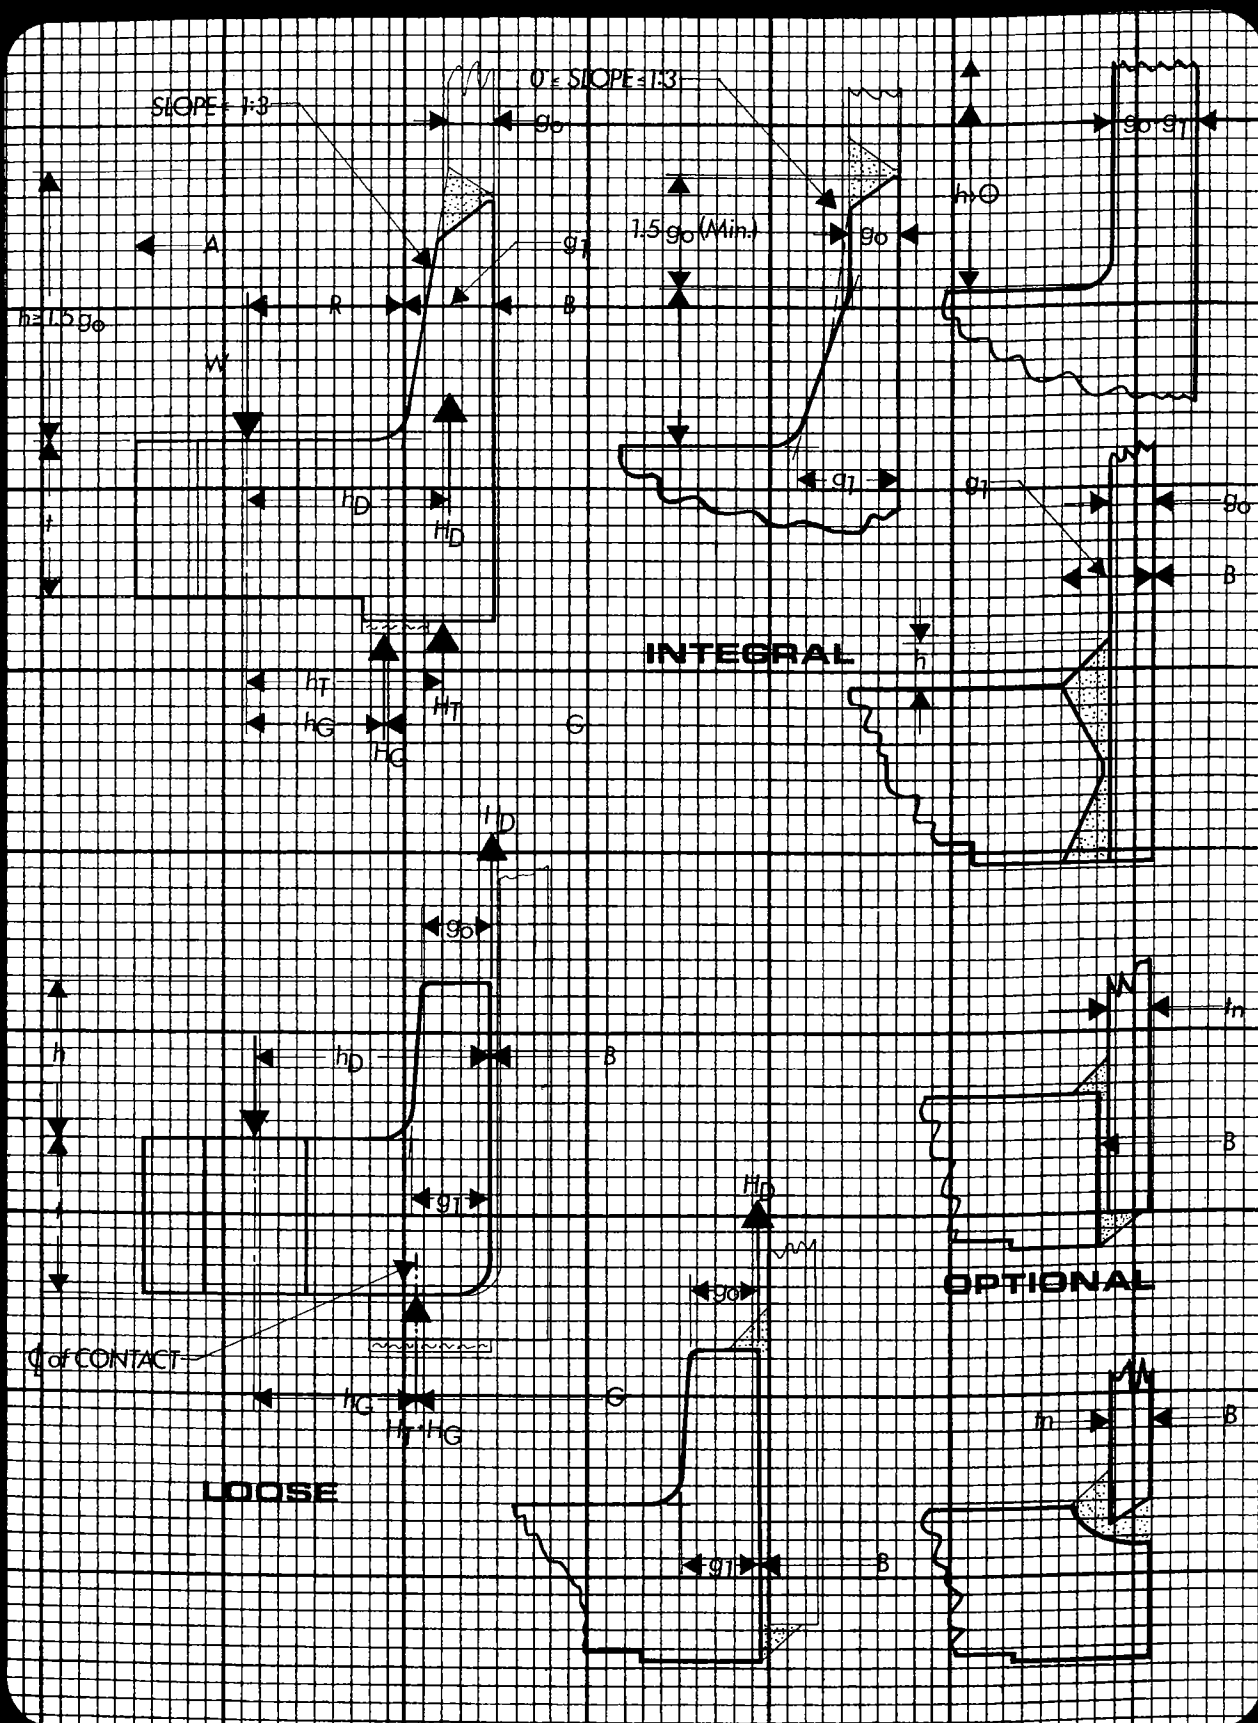 SLOPE ≤ 1:3
g0
A
R
g1
B
h≥1.5 g0
W
t
hD
HD
hT
HT
hG
HG
G
0 ≤ SLOPE ≤ 1:3
1.5 g0 (Min.)
g0
g1
INTEGRAL
g0=g1
h>0
g1
g0
B
h
HD
g0
h
hD
B
t
g1
℄ of CONTACT
hG
G
HT+HG
LOOSE
HD
g0
g1
B
tn
B
OPTIONAL
tn
B